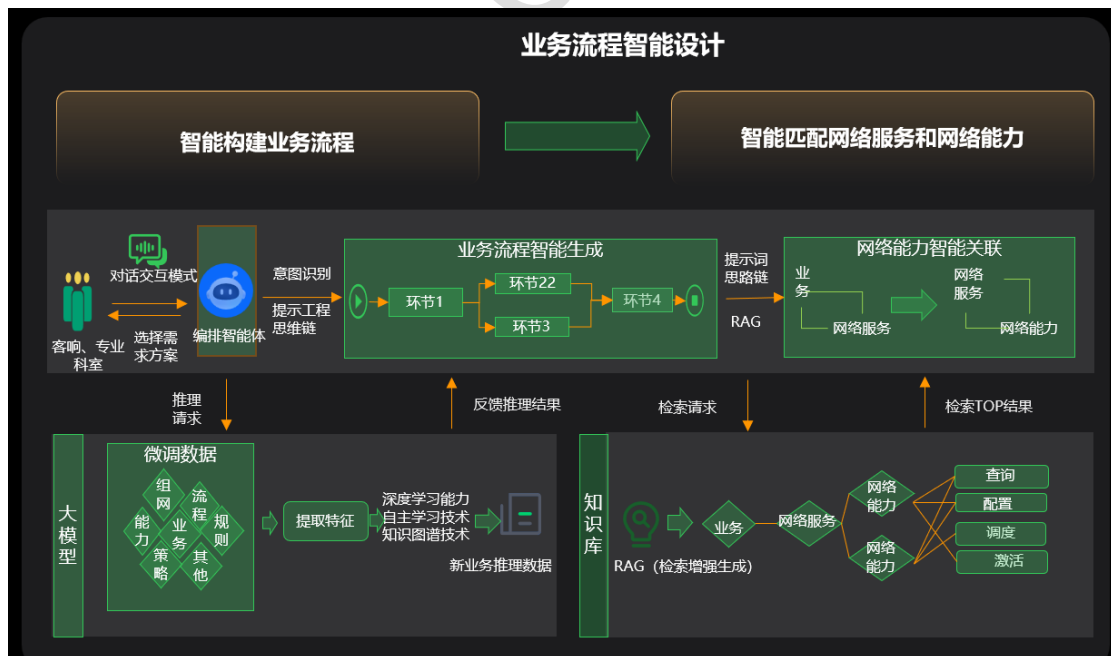 业务流程智能设计
智能构建业务流程
智能匹配网络服务和网络能力
对话交互模式
客响、专业
科室
选择需
求方案
编排智能体
意图识别
提示工程
思维链
业务流程智能生成
环节1
环节22
环节3
环节4
提示词
思路链
RAG
网络能力智能关联
业
务
网络服务
网络
服务
网络能力
推理
请求
反馈推理结果
检索请求
检索TOP结果
大
模
型
微调数据
组
网
流
程
能
力
业
务
规
则
策
略
其
他
提取特征
深度学习能力
自主学习技术
知识图谱技术
新业务推理数据
知
识
库
RAG（检索增强生成）
业务
网络服务
网络
能力
网络
能力
查询
配置
调度
激活